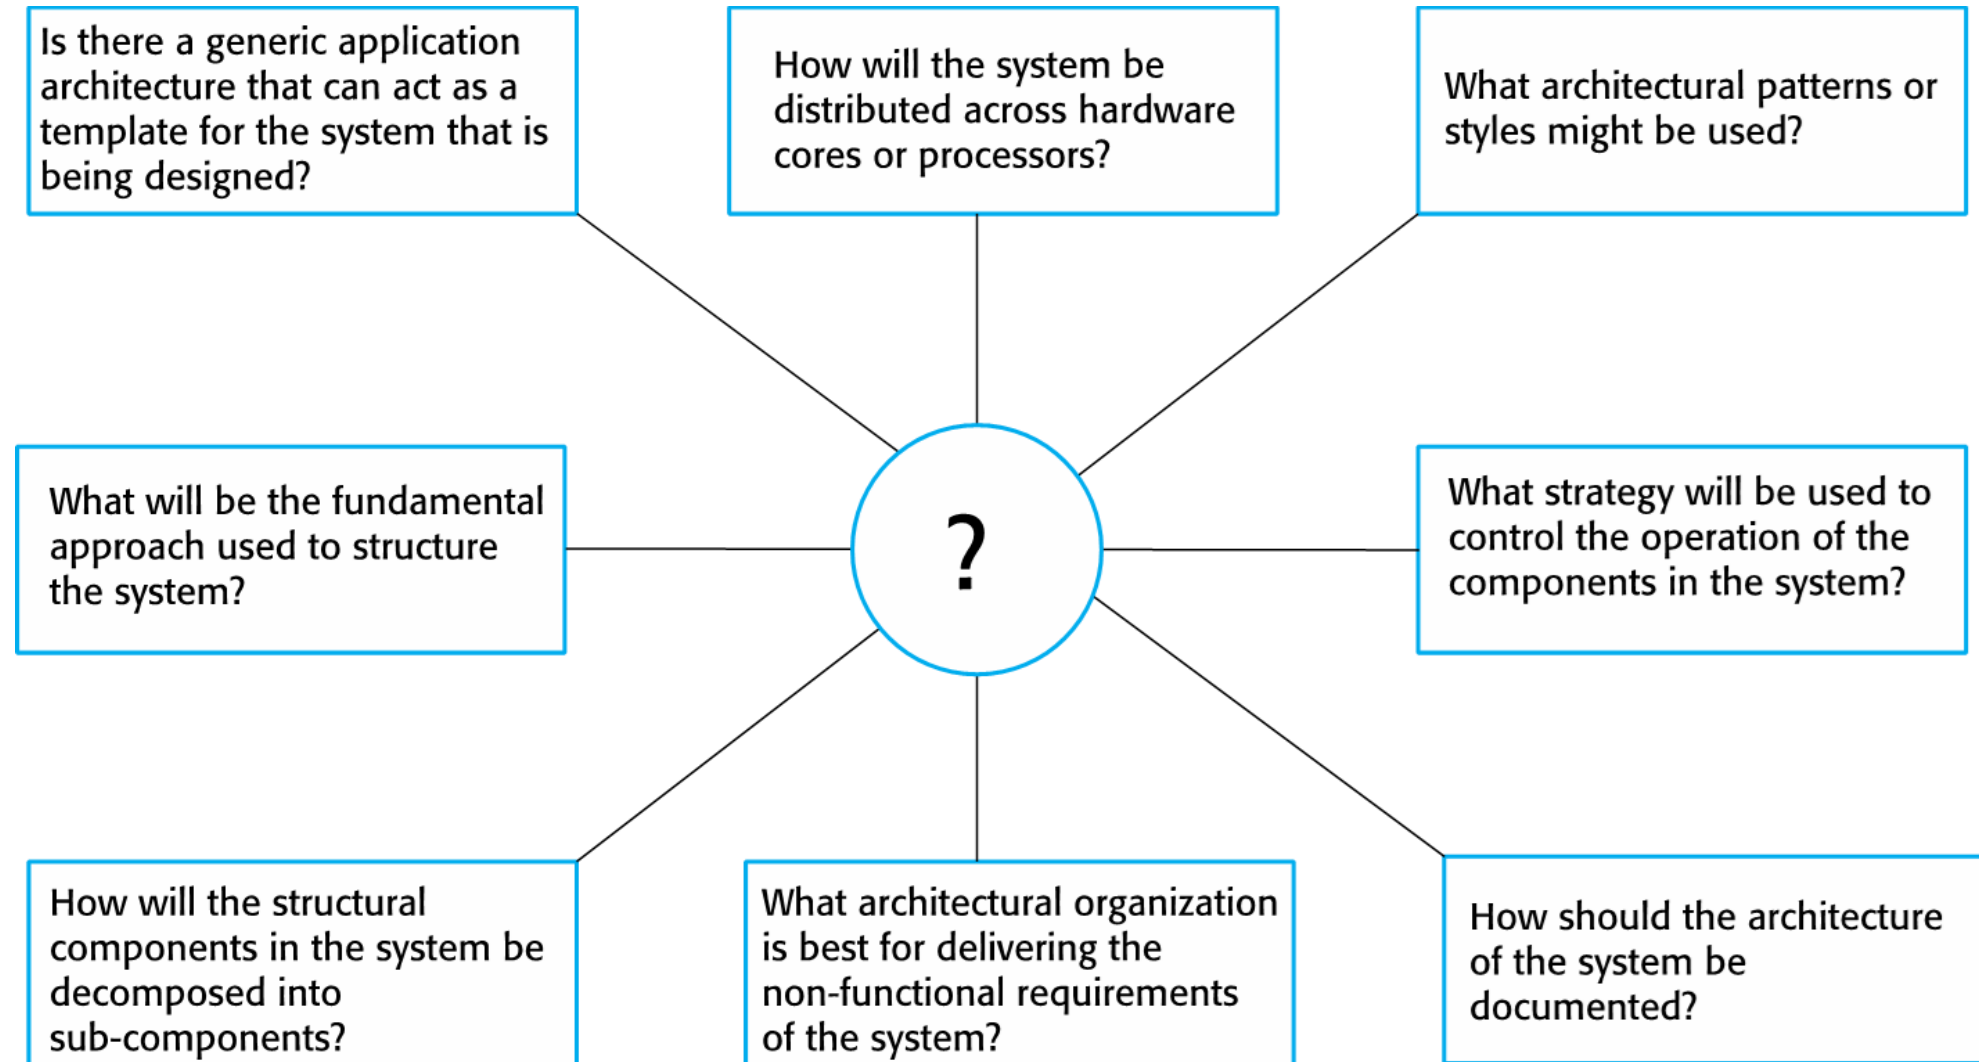 Is there a generic application
architecture that can act as a
template for the system that is
being designed?
How will the system be
distributed across hardware
cores or processors?
What architectural patterns or
styles might be used?
What will be the fundamental
approach used to structure
the system?
?
What strategy will be used to
control the operation of the
components in the system?
How will the structural
components in the system be
decomposed into
sub-components?
What architectural organization
is best for delivering the
non-functional requirements
of the system?
How should the architecture
of the system be
documented?